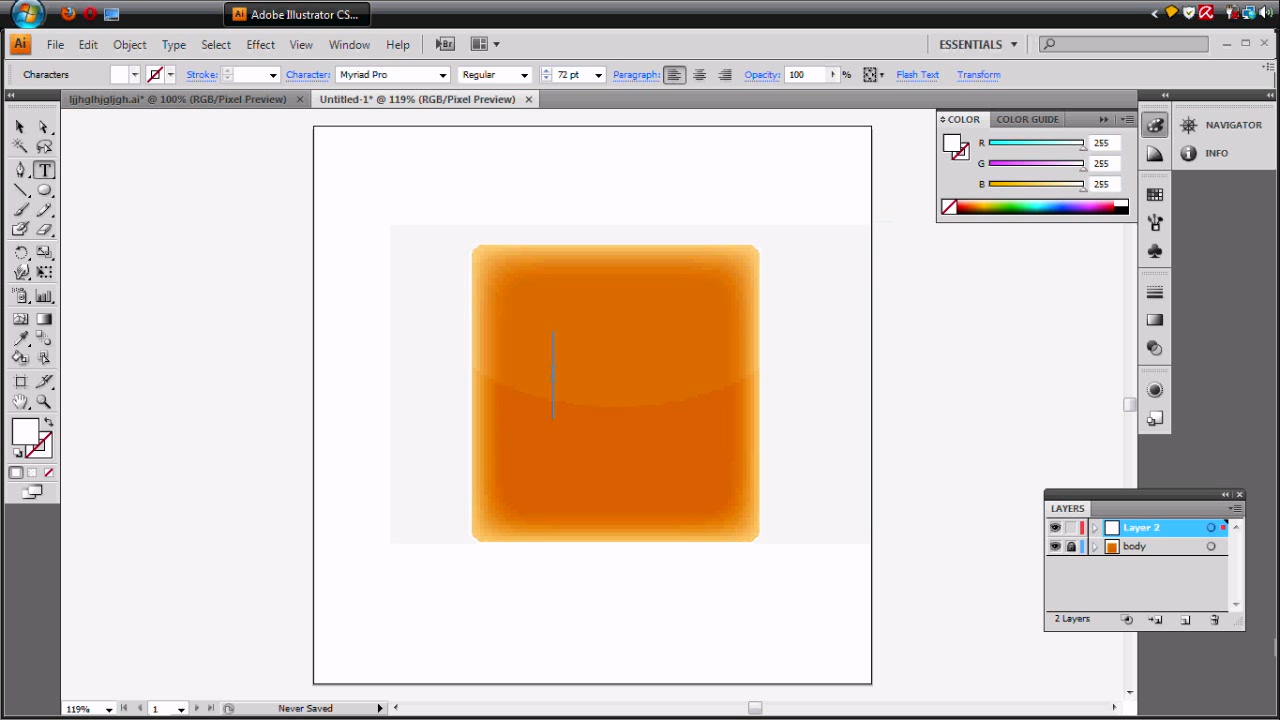 Ai Adobe Illustrator CS...
Ai File Edit Object Type Select Effect View Window Help Br ESSENTIALS
Characters Stroke: Character: Myriad Pro Regular 72 pt Paragraph: Opacity: 100 % Flash Text Transform
ljjhglhjgljgh.ai* @ 100% (RGB/Pixel Preview) Untitled-1* @ 119% (RGB/Pixel Preview)
COLOR COLOR GUIDE
R 255
G 255
B 255
NAVIGATOR
INFO
T
LAYERS
Layer 2
body
2 Layers
119% 1 Never Saved